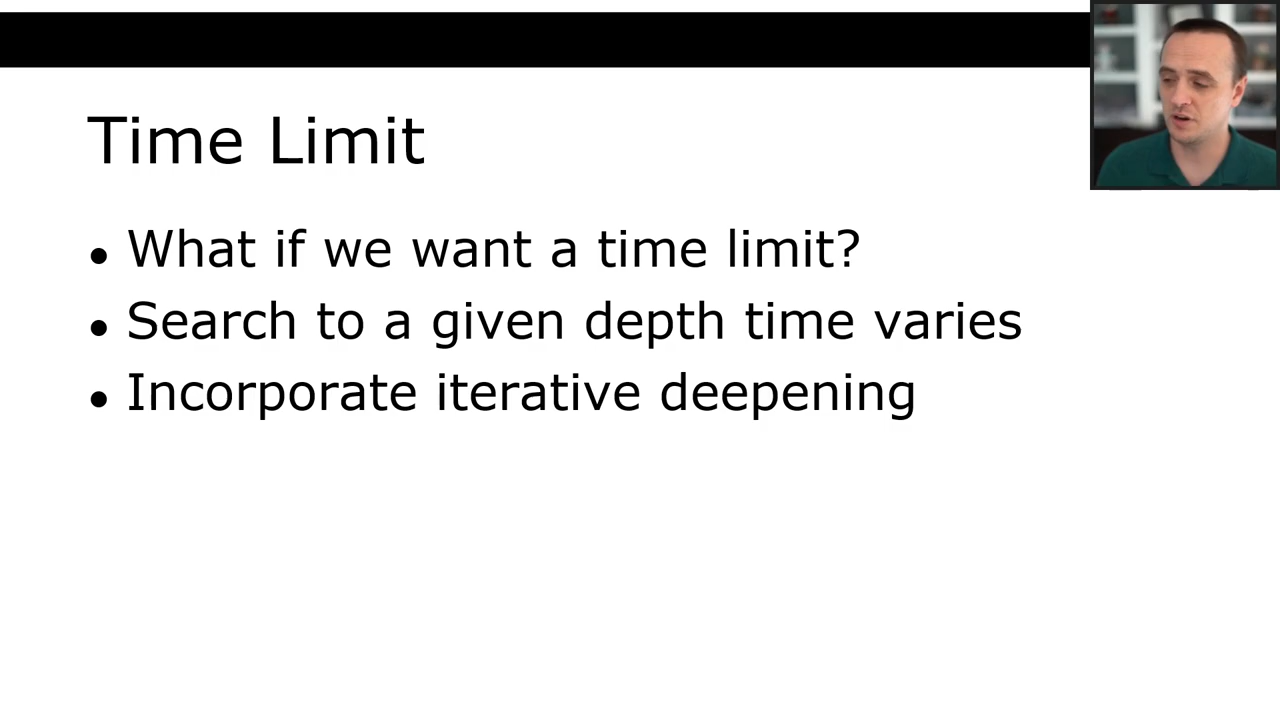 Time Limit
• What if we want a time limit?
• Search to a given depth time varies
• Incorporate iterative deepening